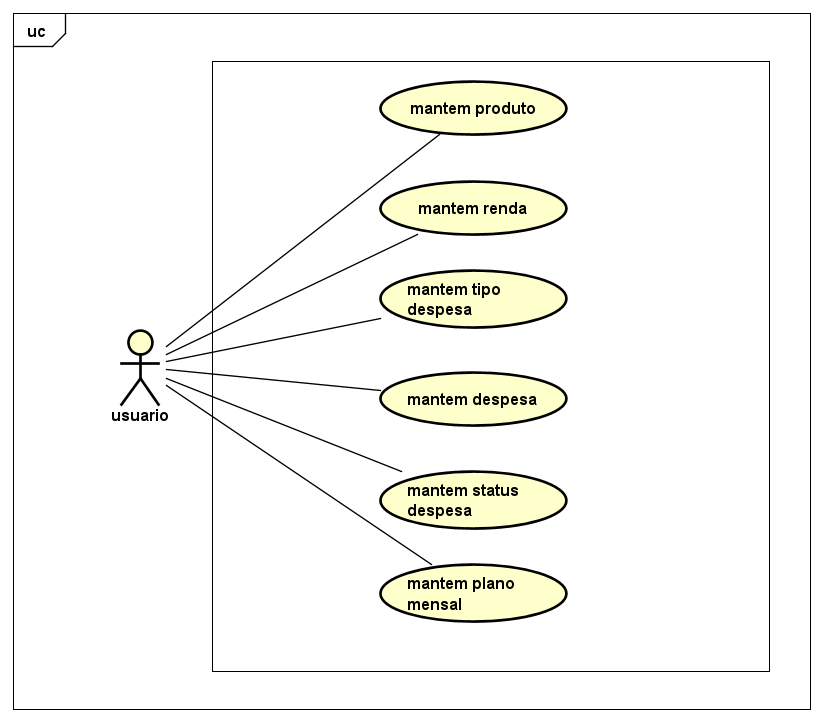 uc
mantem produto
mantem renda
mantem tipo
despesa
usuario
mantem despesa
mantem status
despesa
mantem plano
mensal